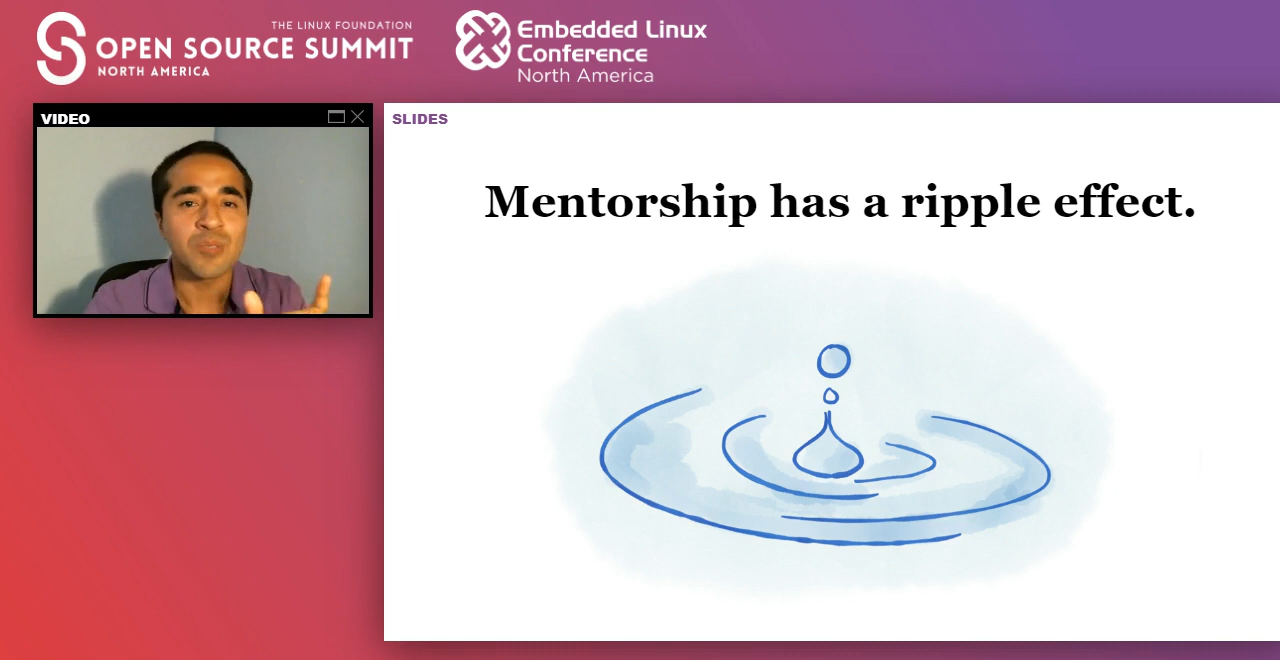 THE LINUX FOUNDATION
OPEN SOURCE SUMMIT
NORTH AMERICA
Embedded Linux
Conference
North America
VIDEO
SLIDES
Mentorship has a ripple effect.